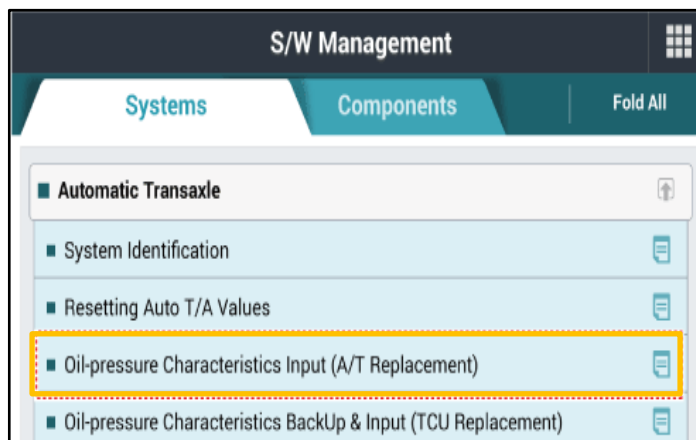 S/W Management
Systems
Components
Fold All
Automatic Transaxle
System Identification
Resetting Auto T/A Values
Oil-pressure Characteristics Input (A/T Replacement)
Oil-pressure Characteristics BackUp & Input (TCU Replacement)